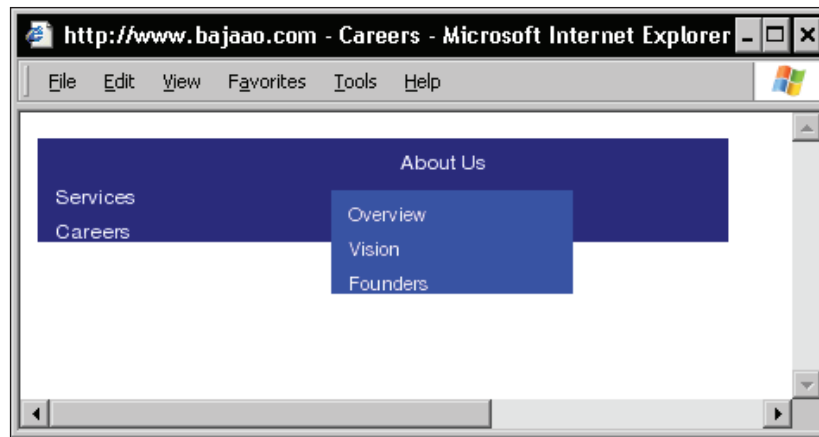 http://www.bajaao.com - Careers - Microsoft Internet Explorer
File Edit View Favorites Tools Help
About Us
Services
Careers
Overview
Vision
Founders